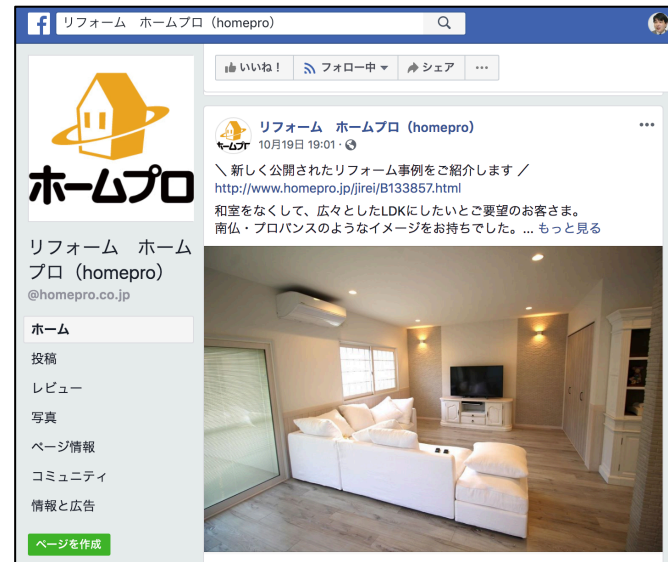 リフォーム　ホームプロ（homepro）
いいね！ フォロー中 シェア
ホームプロ
リフォーム　ホームプロ（homepro）
@homepro.co.jp
ホーム
投稿
レビュー
写真
ページ情報
コミュニティ
情報と広告
ページを作成
ホームプロ
リフォーム　ホームプロ（homepro）
10月19日 19:01
＼ 新しく公開されたリフォーム事例をご紹介します ／
http://www.homepro.jp/jirei/B133857.html
和室をなくして、広々としたLDKにしたいとご要望のお客さま。
南仏・プロバンスのようなイメージをお持ちでした。... もっと見る